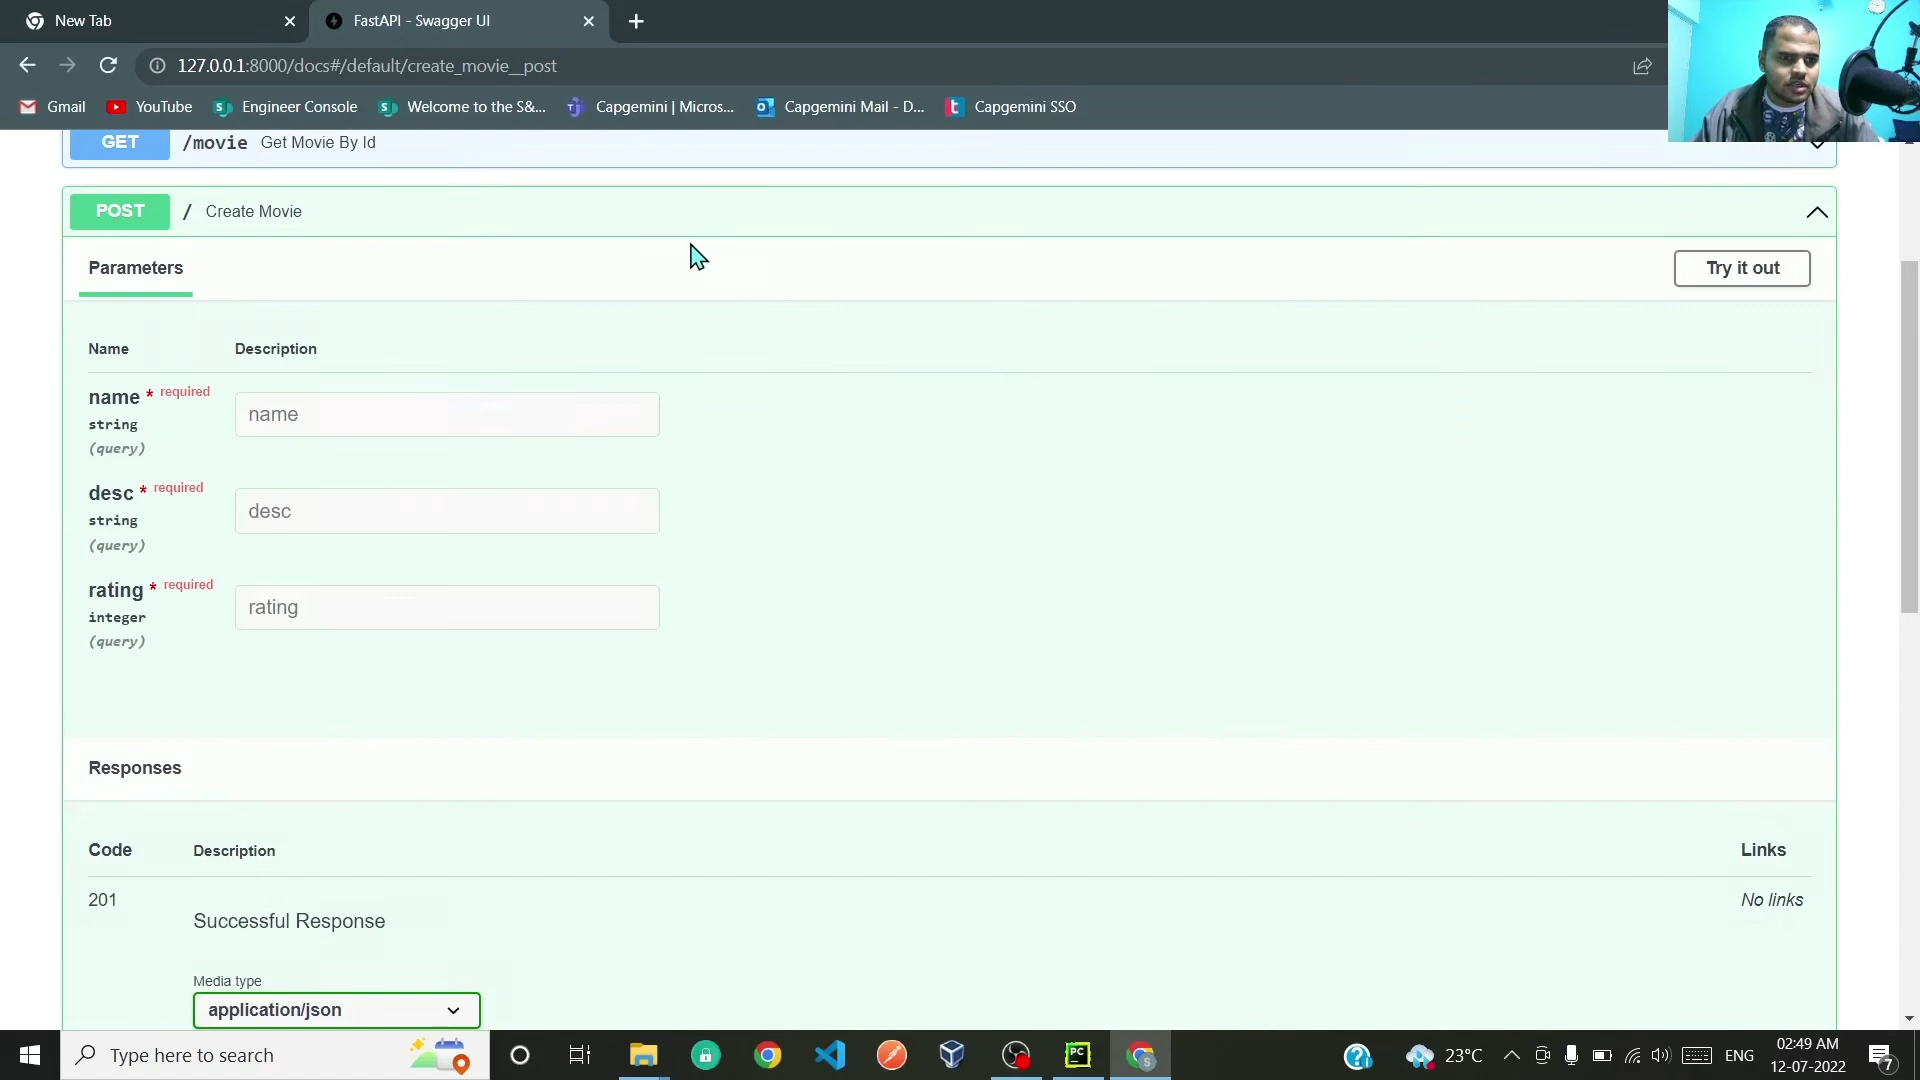 New Tab
FastAPI - Swagger UI
127.0.0.1:8000/docs#/default/create_movie__post
Gmail
YouTube
Engineer Console
Welcome to the S&...
Capgemini | Micros...
Capgemini Mail - D...
Capgemini SSO
GET /movie Get Movie By Id
POST / Create Movie
Parameters
Try it out
Name Description
name * required
name
string
(query)
desc * required
desc
string
(query)
rating * required
rating
integer
(query)
Responses
Code Description Links
201 No links
Successful Response
Media type
application/json
Type here to search
23°C
ENG
02:49 AM
12-07-2022
7